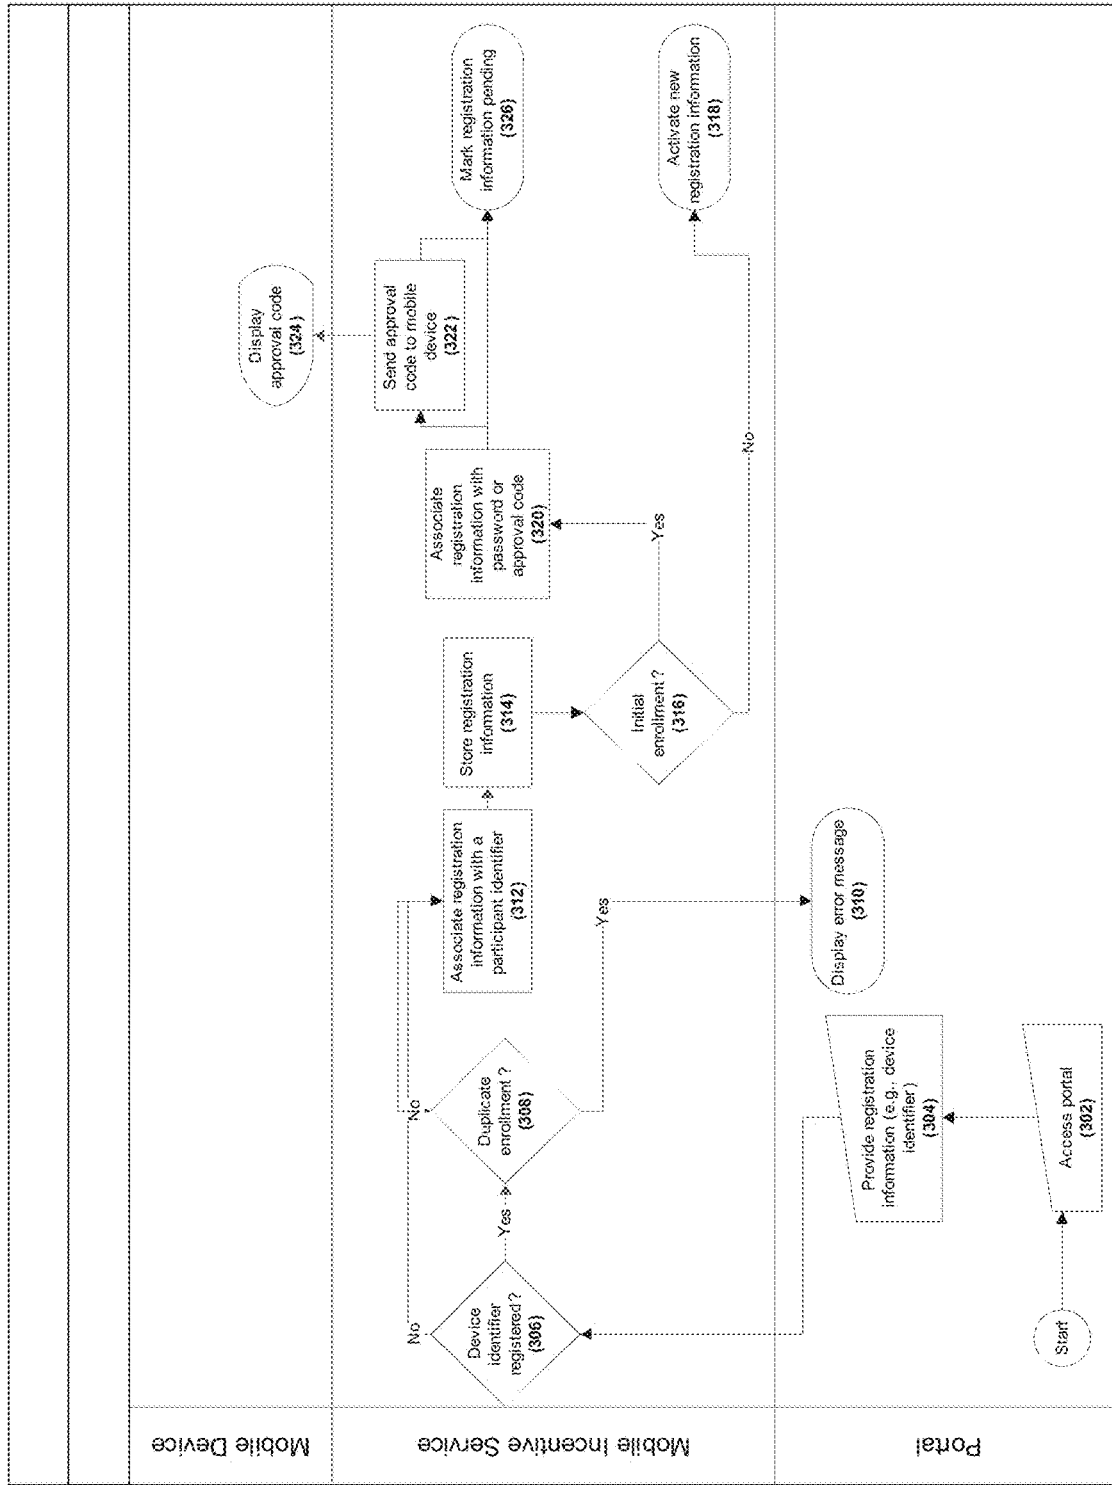 Mobile Device
Display
approval code
(324)
Mobile Incentive Service
Device
identifier
registered?
(306)
No
Yes
Duplicate
enrollment?
(308)
No
Yes
Associate registration
information with a
participant identifier
(312)
Store registration
information
(314)
Initial
enrollment?
(316)
Yes
No
Associate
registration
information with
password or
approval code
(320)
Send approval
code to mobile
device
(322)
Mark registration
information pending
(326)
Activate new
registration information
(318)
Portal
Start
Access portal
(302)
Provide registration
information (e.g., device
identifier)
(304)
Display error message
(310)